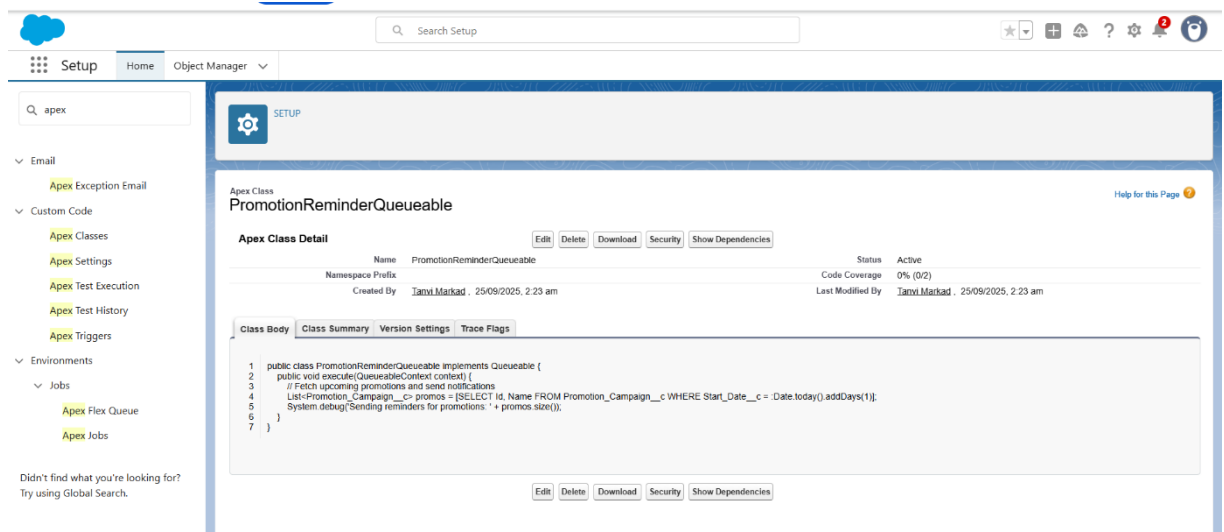 Search Setup
2
Setup Home Object Manager
apex
SETUP
Email
Apex Exception Email
Custom Code
Apex Classes
Apex Settings
Apex Test Execution
Apex Test History
Apex Triggers
Environments
Jobs
Apex Flex Queue
Apex Jobs
Didn't find what you're looking for?
Try using Global Search.
Apex Class
PromotionReminderQueueable
Help for this Page
Apex Class Detail Edit Delete Download Security Show Dependencies
Name PromotionReminderQueueable Status Active
Namespace Prefix Code Coverage 0% (0/2)
Created By Tanvi Markad , 25/09/2025, 2:23 am Last Modified By Tanvi Markad , 25/09/2025, 2:23 am
Class Body Class Summary Version Settings Trace Flags
1 public class PromotionReminderQueueable implements Queueable {
2 public void execute(QueueableContext context) {
3 // Fetch upcoming promotions and send notifications
4 List<Promotion_Campaign__c> promos = [SELECT Id, Name FROM Promotion_Campaign__c WHERE Start_Date__c = :Date.today().addDays(1)];
5 System.debug('Sending reminders for promotions: ' + promos.size());
6 }
7 }
Edit Delete Download Security Show Dependencies